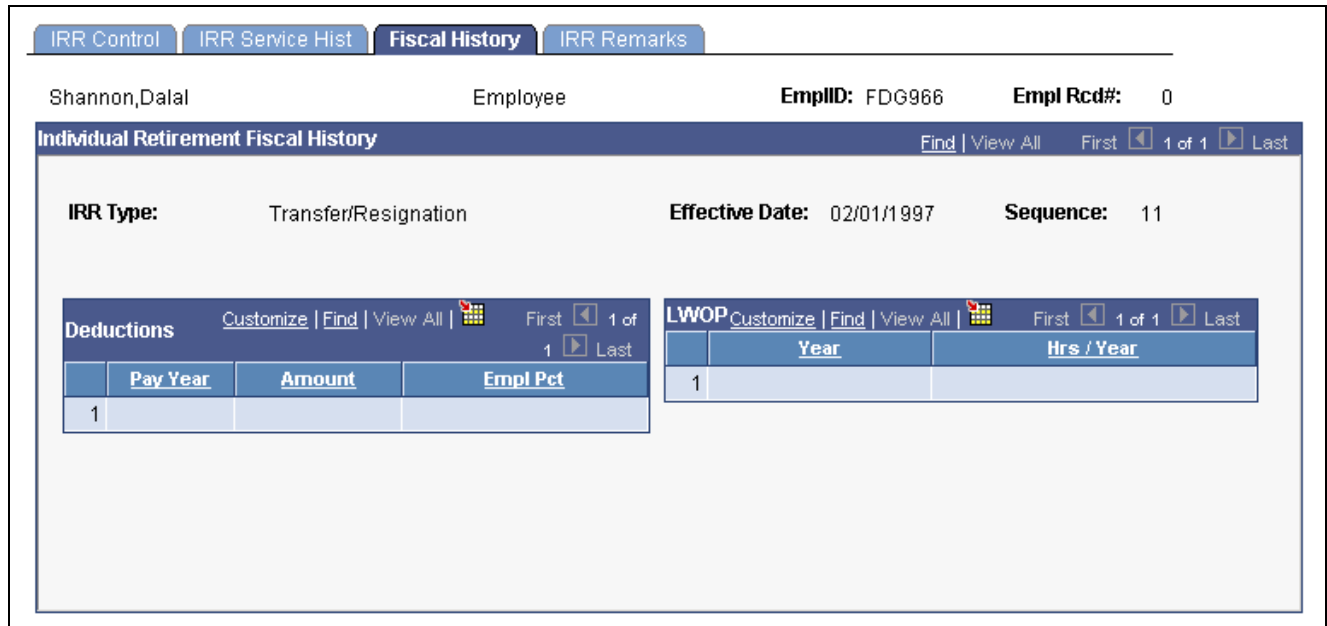 IRR Control IRR Service Hist Fiscal History IRR Remarks
Shannon,Dalal Employee EmplID: FDG966 Empl Rcd#: 0
Individual Retirement Fiscal History Find | View All First 1 of 1 Last
IRR Type: Transfer/Resignation Effective Date: 02/01/1997 Sequence: 11
Deductions Customize | Find | View All | First 1 of 1 Last
Pay Year Amount Empl Pct
1
LWOP Customize | Find | View All | First 1 of 1 Last
Year Hrs / Year
1